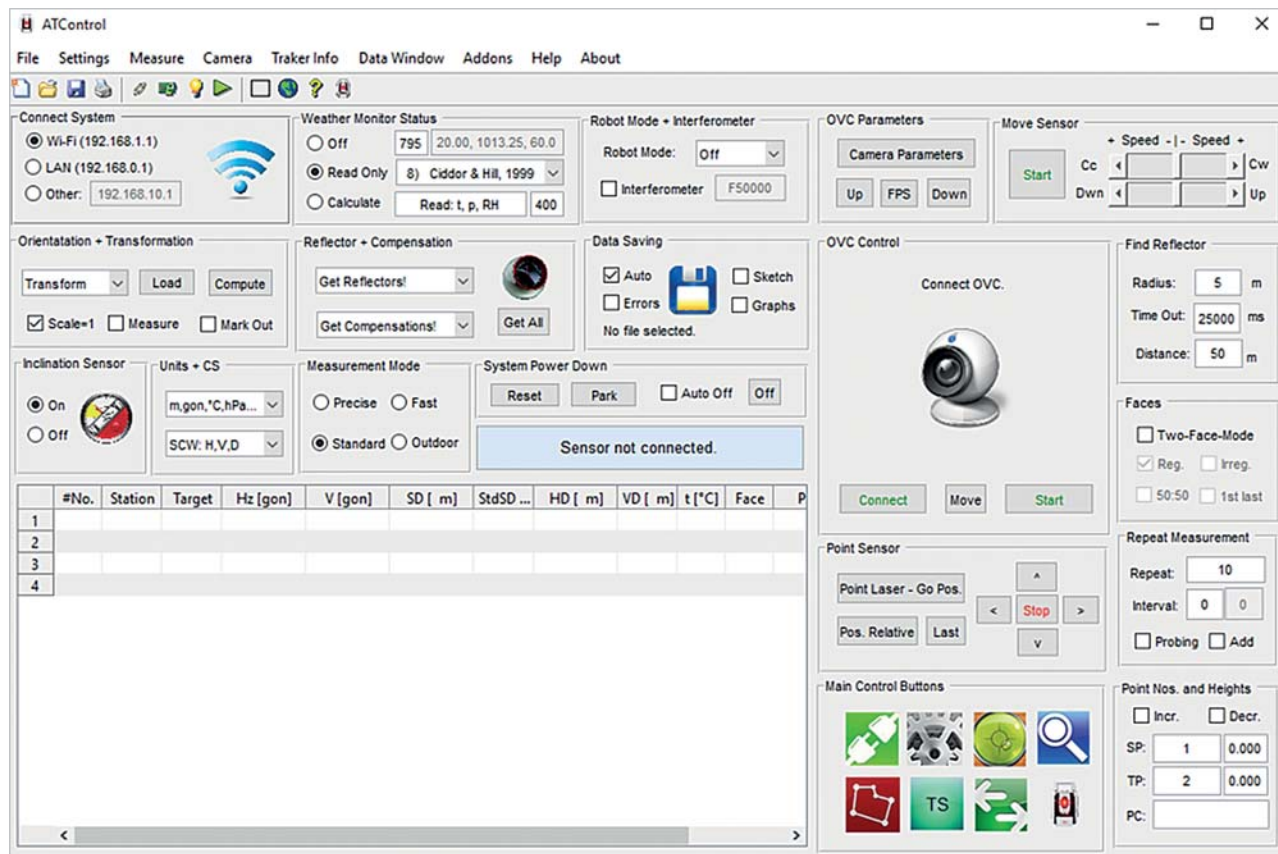 ATControl
File Settings Measure Camera Traker Info Data Window Addons Help About
Connect System
Wi-Fi (192.168.1.1)
LAN (192.168.0.1)
Other: 192.168.10.1
Weather Monitor Status
Off 795 20.00, 1013.25, 60.0
Read Only 8) Ciddor & Hill, 1999
Calculate Read: t, p, RH 400
Robot Mode + Interferometer
Robot Mode: Off
Interferometer F50000
OVC Parameters
Camera Parameters
Up FPS Down
Move Sensor
+ Speed -|- Speed +
Start Cc Cw
Dwn Up
Orientatation + Transformation
Transform Load Compute
Scale=1 Measure Mark Out
Reflector + Compensation
Get Reflectors!
Get Compensations! Get All
Data Saving
Auto Sketch
Errors Graphs
No file selected.
OVC Control
Connect OVC.
Connect Move Start
Find Reflector
Radius: 5 m
Time Out: 25000 ms
Distance: 50 m
Inclination Sensor
On
Off
Units + CS
m,gon,°C,hPa...
SCW: H,V,D
Measurement Mode
Precise Fast
Standard Outdoor
System Power Down
Reset Park Auto Off Off
Sensor not connected.
Faces
Two-Face-Mode
Reg. Irreg.
50:50 1st last
#No. Station Target Hz [gon] V [gon] SD [ m] StdSD ... HD [ m] VD [ m] t [°C] Face P
1
2
3
4
Point Sensor
Point Laser - Go Pos.
Pos. Relative Last
^
< Stop >
v
Repeat Measurement
Repeat: 10
Interval: 0 0
Probing Add
Main Control Buttons
TS
Point Nos. and Heights
Incr. Decr.
SP: 1 0.000
TP: 2 0.000
PC: